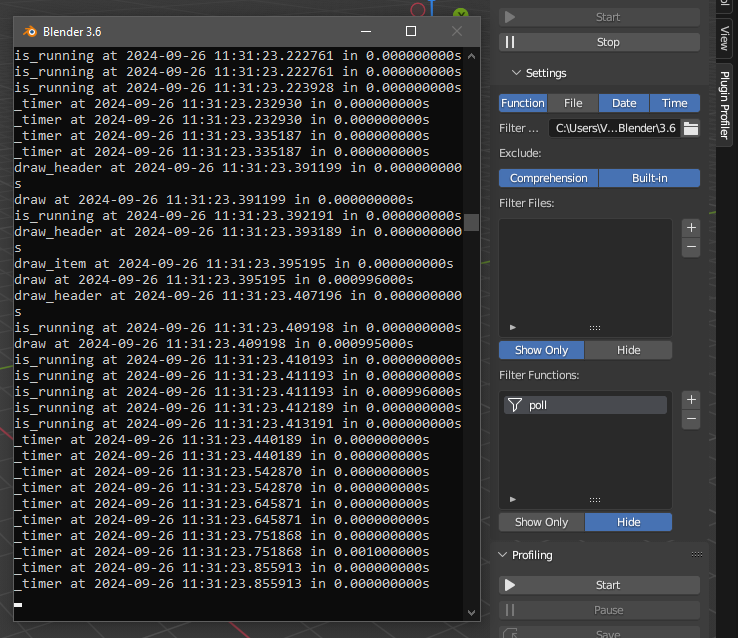 Blender 3.6
is_running at 2024-09-26 11:31:23.222761 in 0.000000000s
is_running at 2024-09-26 11:31:23.222761 in 0.000000000s
is_running at 2024-09-26 11:31:23.223928 in 0.000000000s
_timer at 2024-09-26 11:31:23.232930 in 0.000000000s
_timer at 2024-09-26 11:31:23.232930 in 0.000000000s
_timer at 2024-09-26 11:31:23.335187 in 0.000000000s
_timer at 2024-09-26 11:31:23.335187 in 0.000000000s
draw_header at 2024-09-26 11:31:23.391199 in 0.000000000
s
draw at 2024-09-26 11:31:23.391199 in 0.000000000s
is_running at 2024-09-26 11:31:23.392191 in 0.000000000s
draw_header at 2024-09-26 11:31:23.393189 in 0.000000000
s
draw_item at 2024-09-26 11:31:23.395195 in 0.000000000s
draw at 2024-09-26 11:31:23.395195 in 0.000996000s
draw_header at 2024-09-26 11:31:23.407196 in 0.000000000
s
is_running at 2024-09-26 11:31:23.409198 in 0.000000000s
draw at 2024-09-26 11:31:23.409198 in 0.000995000s
is_running at 2024-09-26 11:31:23.410193 in 0.000000000s
is_running at 2024-09-26 11:31:23.411193 in 0.000000000s
is_running at 2024-09-26 11:31:23.411193 in 0.000996000s
is_running at 2024-09-26 11:31:23.412189 in 0.000000000s
is_running at 2024-09-26 11:31:23.413191 in 0.000000000s
_timer at 2024-09-26 11:31:23.440189 in 0.000000000s
_timer at 2024-09-26 11:31:23.440189 in 0.000000000s
_timer at 2024-09-26 11:31:23.542870 in 0.000000000s
_timer at 2024-09-26 11:31:23.542870 in 0.000000000s
_timer at 2024-09-26 11:31:23.645871 in 0.000000000s
_timer at 2024-09-26 11:31:23.645871 in 0.000000000s
_timer at 2024-09-26 11:31:23.751868 in 0.000000000s
_timer at 2024-09-26 11:31:23.751868 in 0.001000000s
_timer at 2024-09-26 11:31:23.855913 in 0.000000000s
_timer at 2024-09-26 11:31:23.855913 in 0.000000000s
Start
Stop
Settings
Function File Date Time
Filter ... C:\Users\V...Blender\3.6
Exclude:
Comprehension Built-in
Filter Files:
Show Only Hide
Filter Functions:
poll
Show Only Hide
Profiling
Start
Pause
Save
View
Plugin Profiler